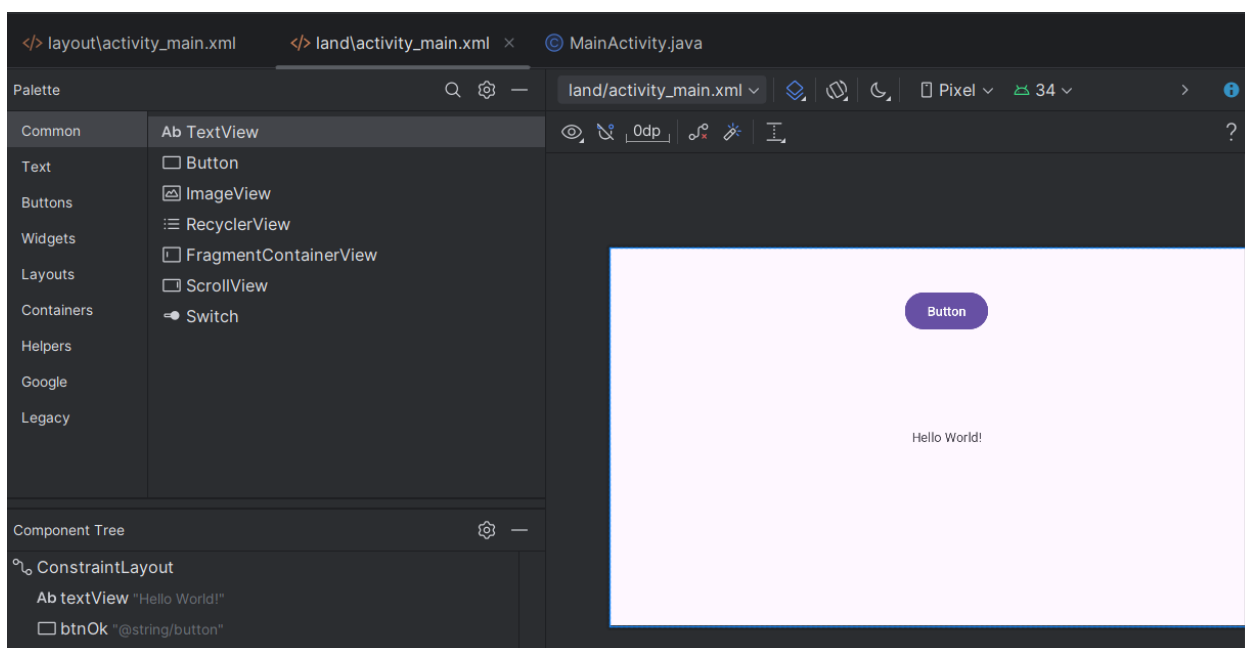 </> layout\activity_main.xml </> land\activity_main.xml × © MainActivity.java
Palette
land/activity_main.xml Pixel 34
Common
Text
Buttons
Widgets
Layouts
Containers
Helpers
Google
Legacy
Ab TextView
Button
ImageView
RecyclerView
FragmentContainerView
ScrollView
Switch
0dp ?
Button
Hello World!
Component Tree
ConstraintLayout
Ab textView "Hello World!"
btnOk "@string/button"